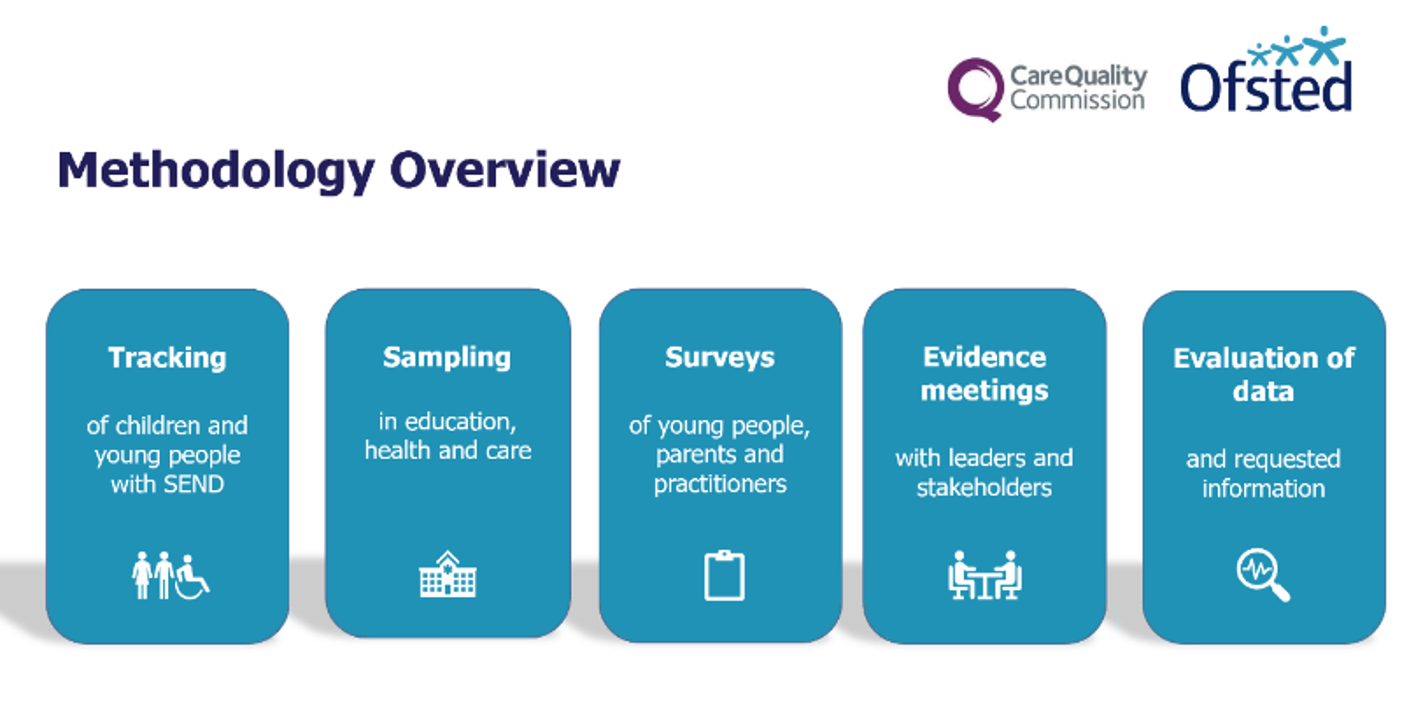 CareQuality
Commission
Ofsted
Methodology Overview
Tracking
of children and
young people
with SEND
Sampling
in education,
health and care
Surveys
of young people,
parents and
practitioners
Evidence
meetings
with leaders and
stakeholders
Evaluation of
data
and requested
information